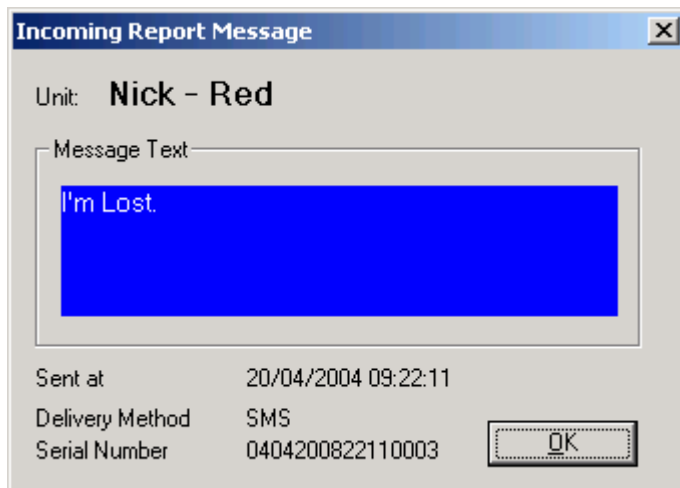 Incoming Report Message
Unit: Nick - Red
Message Text
I'm Lost.
Sent at 20/04/2004 09:22:11
Delivery Method SMS
Serial Number 0404200822110003
OK